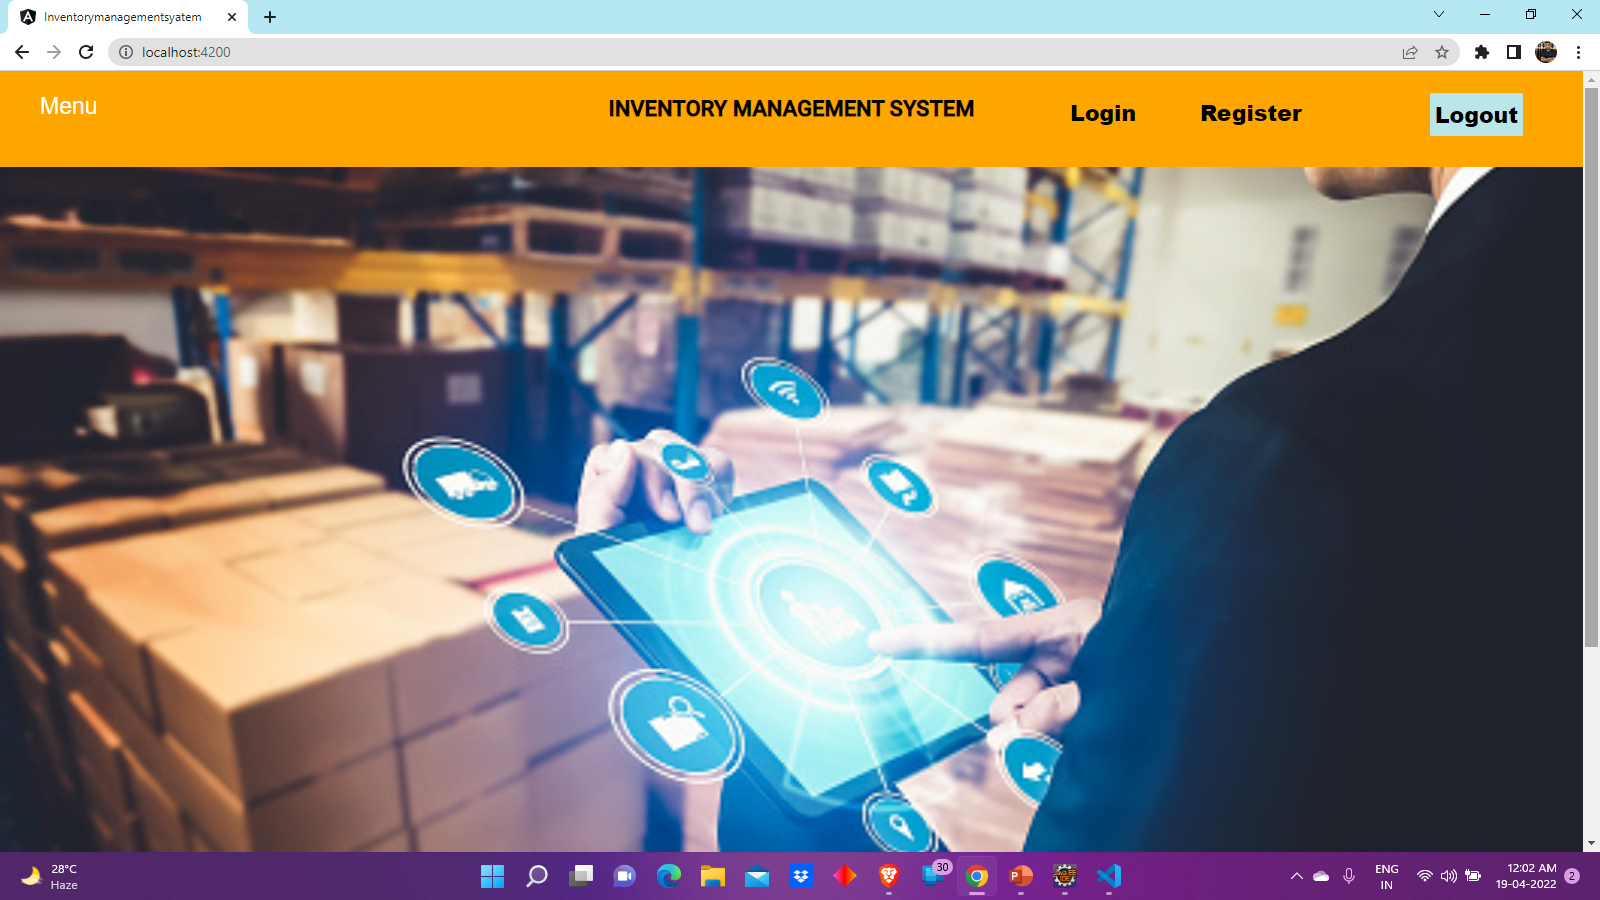 Inventorymanagementsyatem
localhost:4200
Menu
INVENTORY MANAGEMENT SYSTEM
Login
Register
Logout
28°C
Haze
30
ENG
IN
12:02 AM
19-04-2022
2